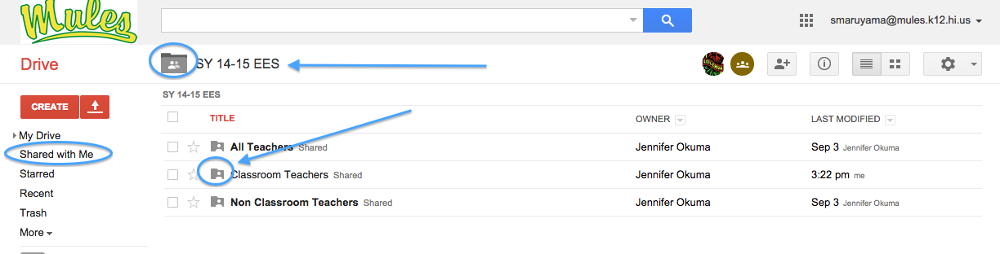 Mules
smaruyama@mules.k12.hi.us
Drive
SY 14-15 EES
CREATE
SY 14-15 EES
TITLE OWNER LAST MODIFIED
My Drive
Shared with Me
Starred
Recent
Trash
More
All Teachers Shared Jennifer Okuma Sep 3 Jennifer Okuma
Classroom Teachers Shared Jennifer Okuma 3:22 pm me
Non Classroom Teachers Shared Jennifer Okuma Sep 3 Jennifer Okuma